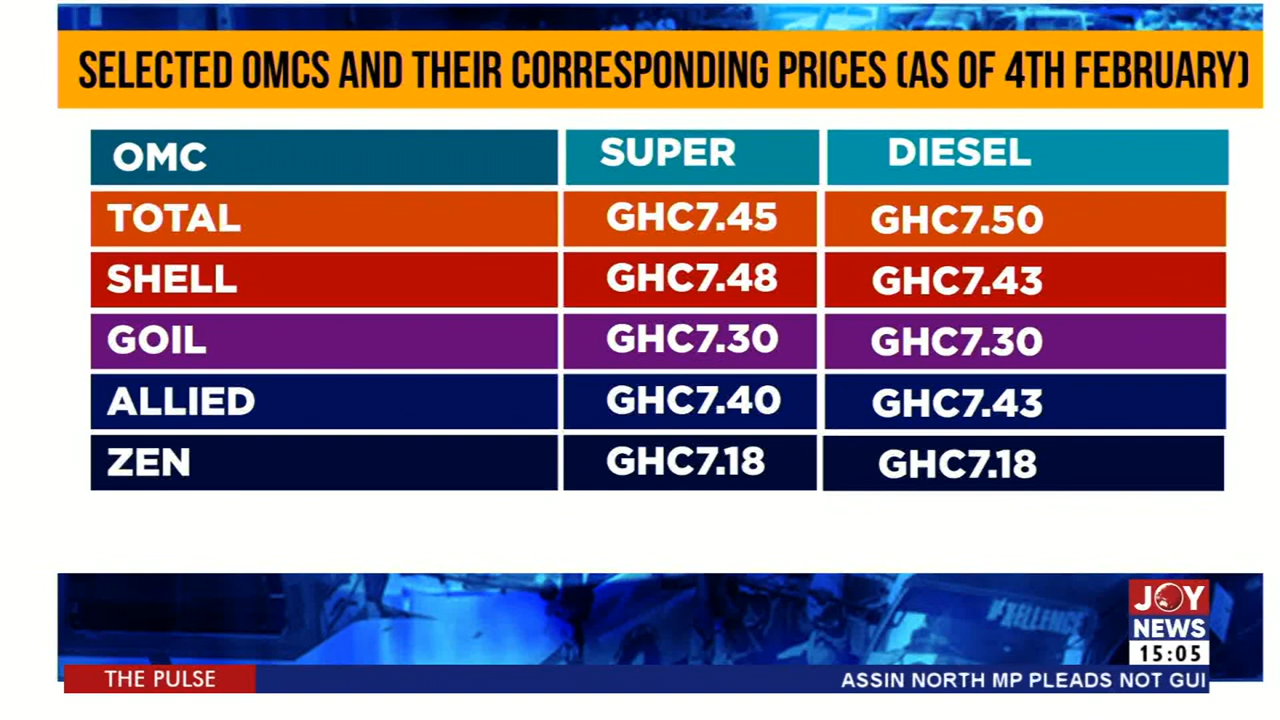 SELECTED OMCS AND THEIR CORRESPONDING PRICES (AS OF 4TH FEBRUARY)
OMC SUPER DIESEL
TOTAL GHC7.45 GHC7.50
SHELL GHC7.48 GHC7.43
GOIL GHC7.30 GHC7.30
ALLIED GHC7.40 GHC7.43
ZEN GHC7.18 GHC7.18
#XELLENCE
JOY
NEWS
15:05
THE PULSE ASSIN NORTH MP PLEADS NOT GUI